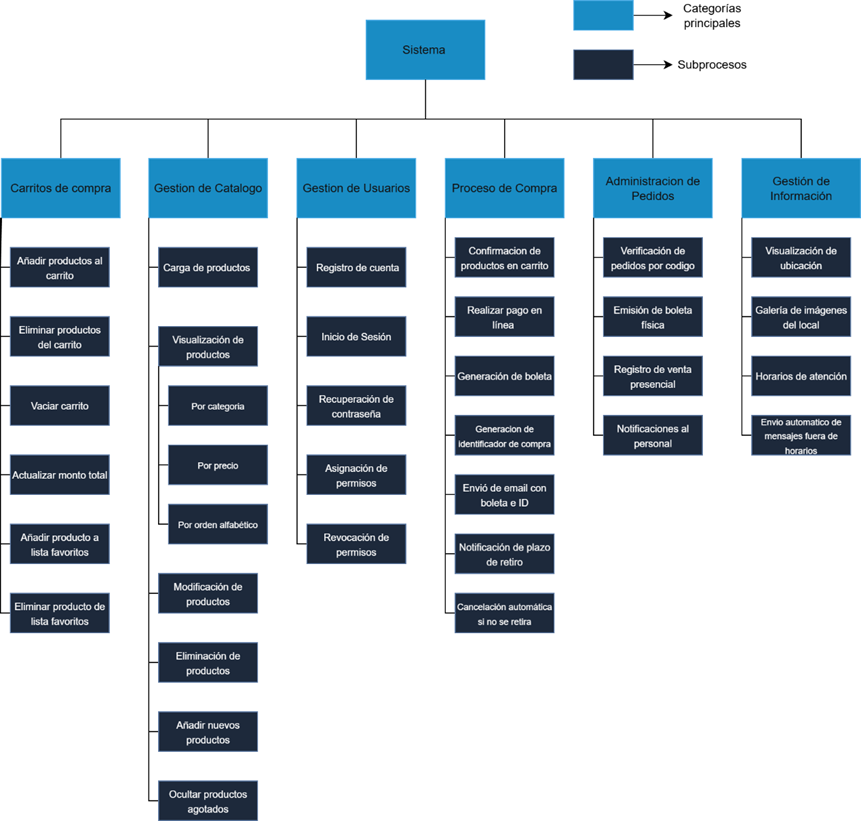 Categorías
principales
Sistema
Subprocesos
Carritos de compra
Gestion de Catalogo
Gestion de Usuarios
Proceso de Compra
Administracion de
Pedidos
Gestión de
Información
Añadir productos al
carrito
Eliminar productos
del carrito
Vaciar carrito
Actualizar monto total
Añadir producto a
lista favoritos
Eliminar producto de
lista favoritos
Carga de productos
Visualización de
productos
Por categoria
Por precio
Por orden alfabético
Modificación de
productos
Eliminación de
productos
Añadir nuevos
productos
Ocultar productos
agotados
Registro de cuenta
Inicio de Sesión
Recuperación de
contraseña
Asignación de
permisos
Revocación de
permisos
Confirmacion de
productos en carrito
Realizar pago en
línea
Generación de boleta
Generacion de
identificador de compra
Envió de email con
boleta e ID
Notificación de plazo
de retiro
Cancelación automática
si no se retira
Verificación de
pedidos por codigo
Emisión de boleta
física
Registro de venta
presencial
Notificaciones al
personal
Visualización de
ubicación
Galería de imágenes
del local
Horarios de atención
Envio automatico de
mensajes fuera de
horarios